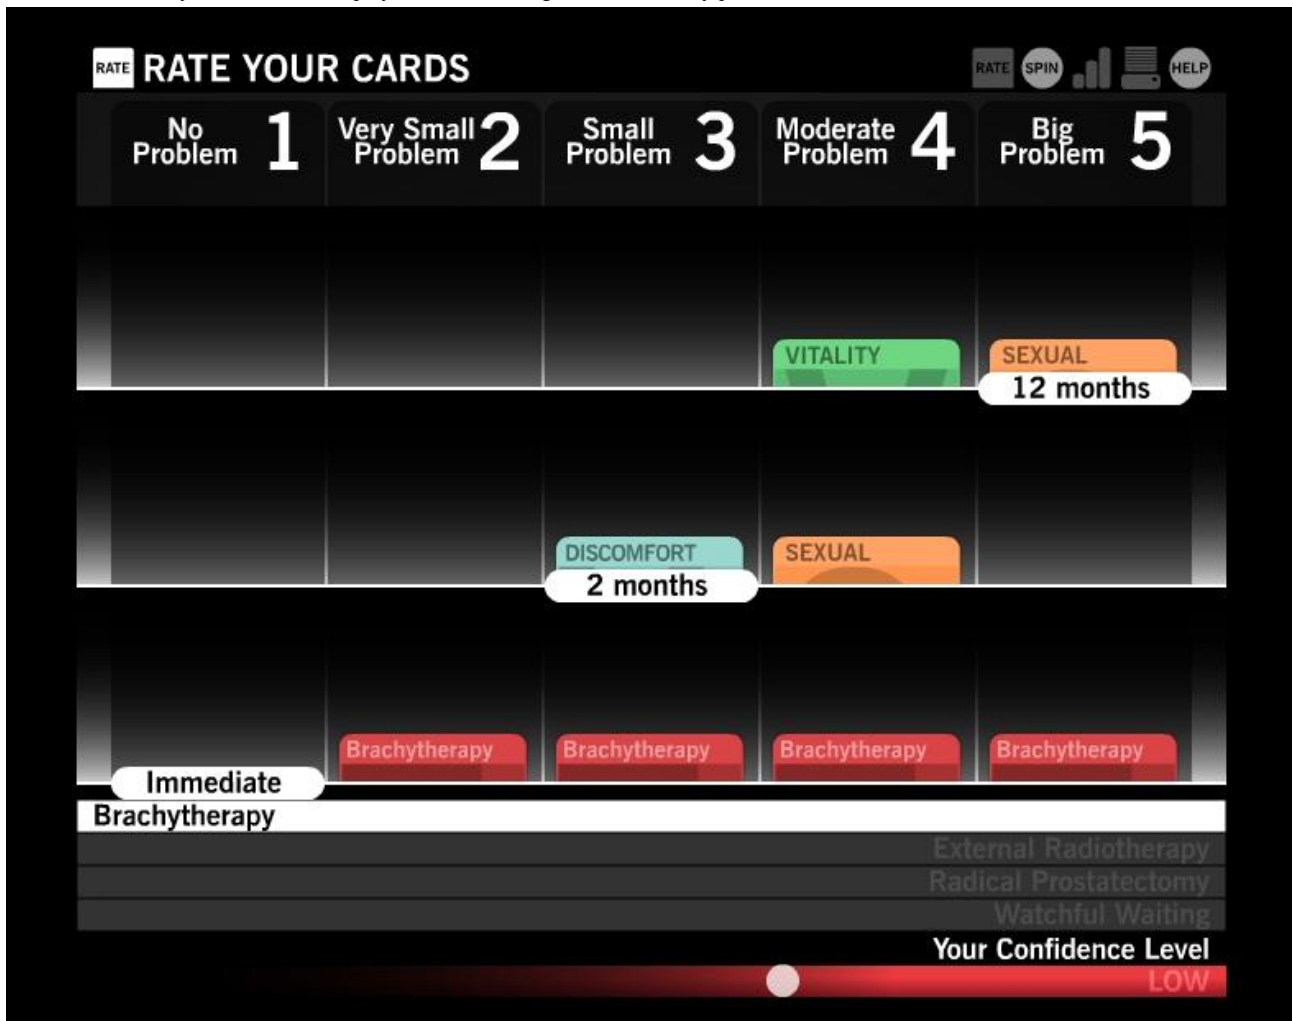 RATE RATE YOUR CARDS RATE SPIN HELP
No Problem 1 Very Small Problem 2 Small Problem 3 Moderate Problem 4 Big Problem 5
VITALITY SEXUAL
12 months
DISCOMFORT SEXUAL
2 months
Brachytherapy Brachytherapy Brachytherapy Brachytherapy
Immediate
Brachytherapy
External Radiotherapy
Radical Prostatectomy
Watchful Waiting
Your Confidence Level
LOW